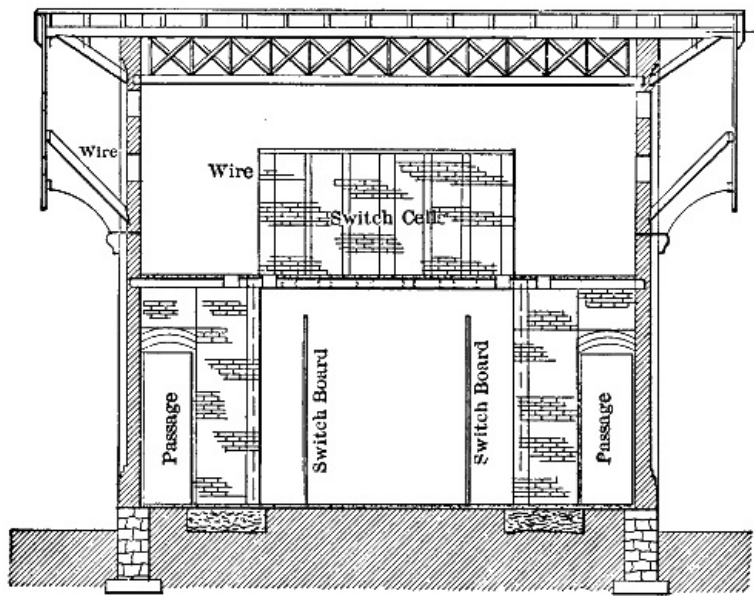 Wire
Wire
Switch Cells
Passage
Switch Board
Switch Board
Passage